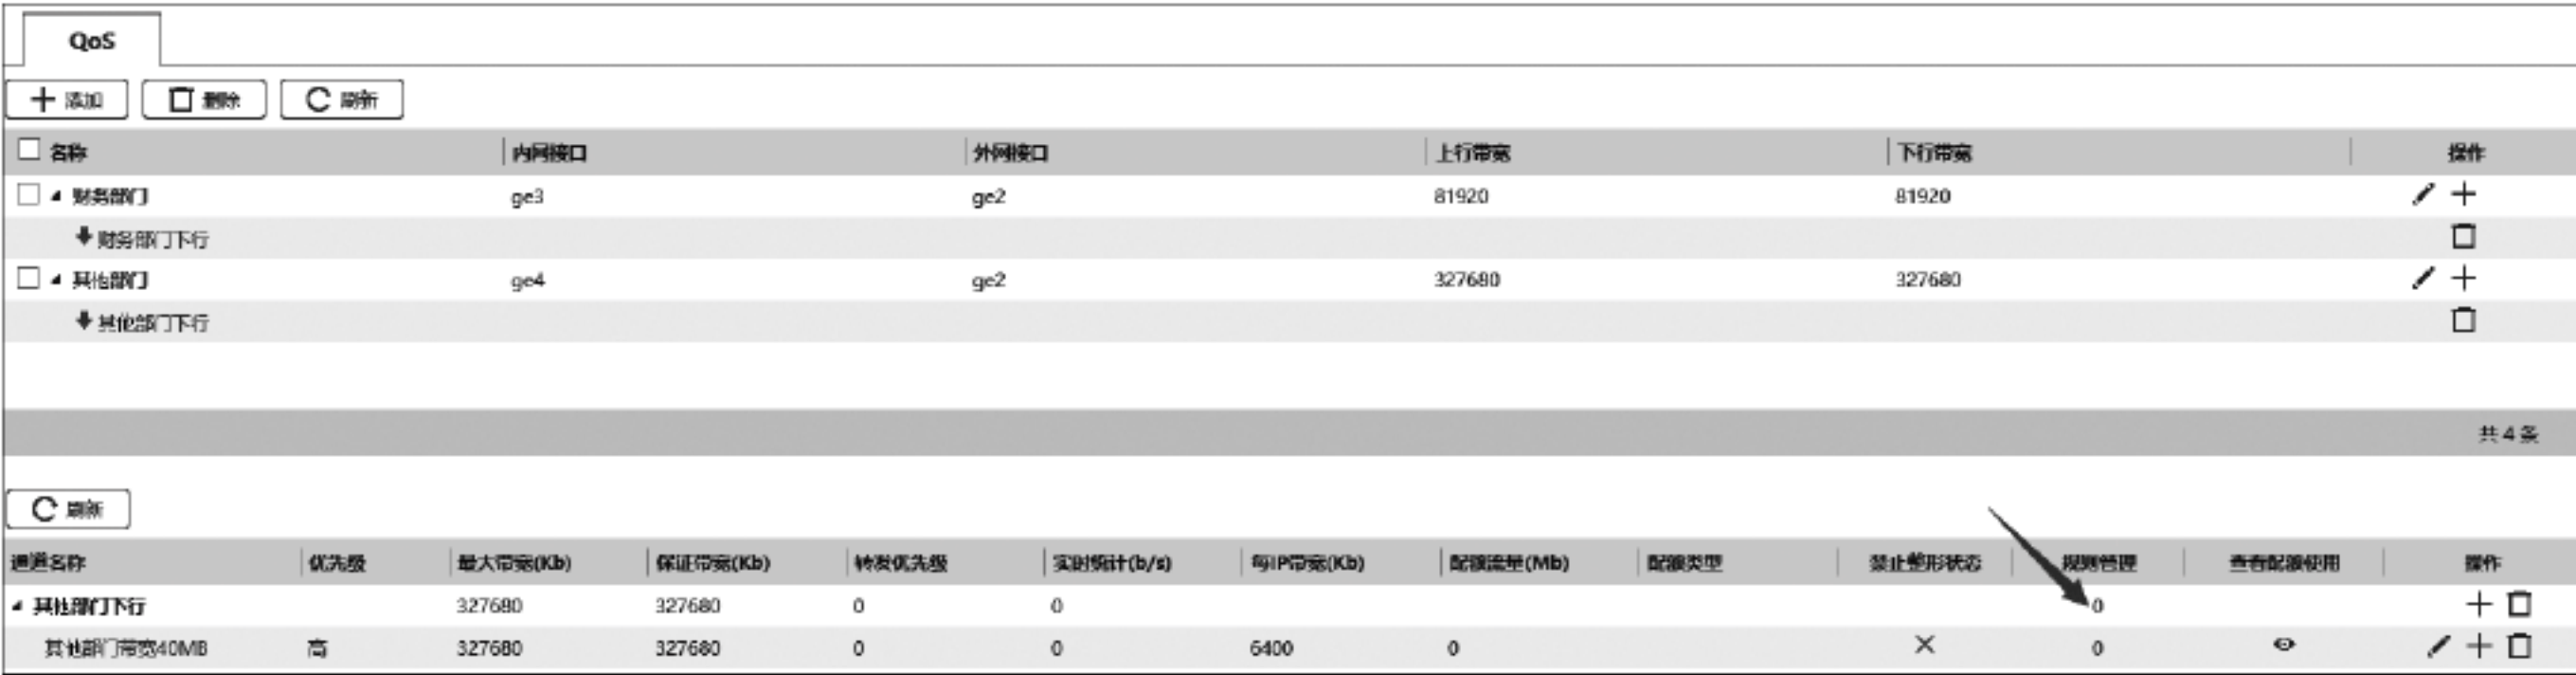 QoS
添加 删除 刷新
名称 内网接口 外网接口 上行带宽 下行带宽 操作
财务部门 ge3 ge2 81920 81920
财务部门下行
其他部门 ge4 ge2 327680 327680
其他部门下行
共 4 条
刷新
通道名称 优先级 最大带宽(Kb) 保证带宽(Kb) 转发优先级 实时统计(b/s) 每IP带宽(Kb) 配额流量(Mb) 配额类型 禁止整形状态 规则管理 查看配额使用 操作
其他部门下行 327680 327680 0 0 0
其他部门带宽40MB 高 327680 327680 0 0 6400 0 0